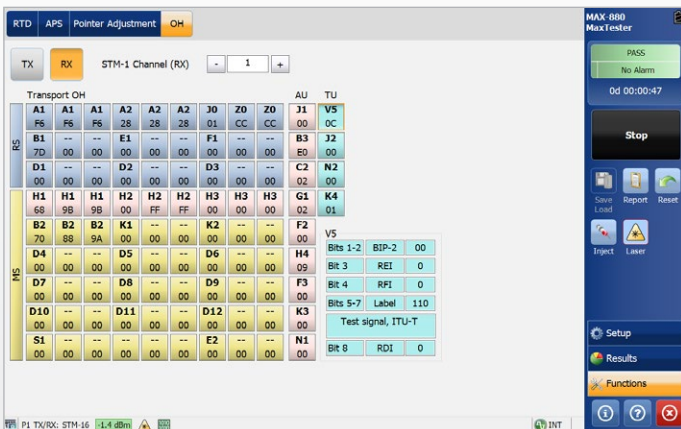 RTD APS Pointer Adjustment OH
MAX-880
MaxTester
TX RX STM-1 Channel (RX) - 1 +
PASS
No Alarm
0d 00:00:47
Transport OH AU TU
A1 A1 A1 A2 A2 A2 J0 Z0 Z0 J1 V5
F6 F6 F6 28 28 28 01 CC CC 00 0C
RS
B1 -- -- E1 -- -- F1 -- -- B3 J2
7D 00 00 00 00 00 00 00 00 E0 00
D1 -- -- D2 -- -- D3 -- -- C2 N2
00 00 00 00 00 00 00 00 00 02 00
H1 H1 H1 H2 H2 H2 H3 H3 H3 G1 K4
68 9B 9B 00 FF FF 00 00 00 02 01
MS
B2 B2 B2 K1 -- -- K2 -- -- F2
70 88 9A 00 00 00 00 00 00 00
D4 -- -- D5 -- -- D6 -- -- H4
00 00 00 00 00 00 00 00 00 09
D7 -- -- D8 -- -- D9 -- -- F3
00 00 00 00 00 00 00 00 00 00
D10 -- -- D11 -- -- D12 -- -- K3
00 00 00 00 00 00 00 00 00 00
S1 -- -- -- -- -- E2 -- -- N1
00 00 00 00 00 00 00 00 00 00
V5
Bits 1-2 BIP-2 00
Bit 3 REI 0
Bit 4 RFI 0
Bits 5-7 Label 110
Test signal, ITU-T
Bit 8 RDI 0
Stop
Save
Load
Report
Reset
Inject
Laser
Setup
Results
Functions
P1 TX/RX: STM-16 -1.4 dBm
INT